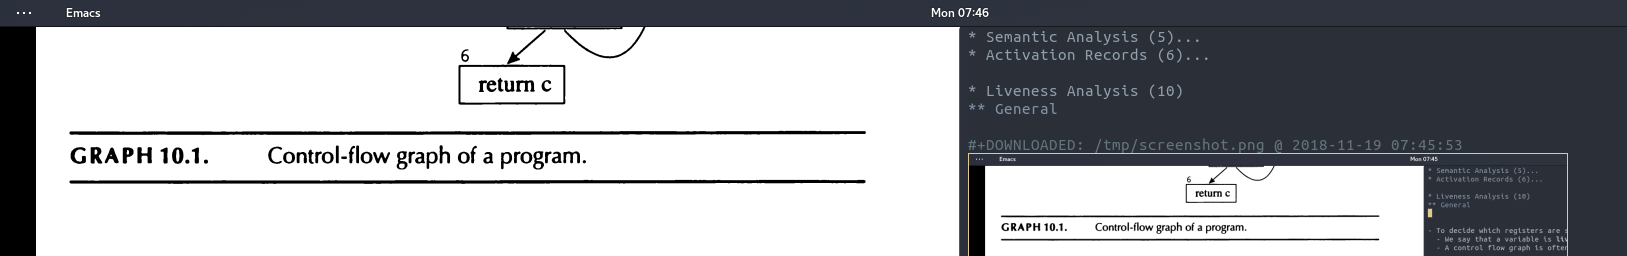 ··· Emacs Mon 07:46
6
return c
GRAPH 10.1. Control-flow graph of a program.
* Semantic Analysis (5)...
* Activation Records (6)...
* Liveness Analysis (10)
** General
#+DOWNLOADED: /tmp/screenshot.png @ 2018-11-19 07:45:53
··· Emacs Mon 07:45
6
return c
GRAPH 10.1. Control-flow graph of a program.
* Semantic Analysis (5)...
* Activation Records (6)...
* Liveness Analysis (10)
** General
- To decide which registers are s
- We say that a variable is liv
- A control flow graph is often